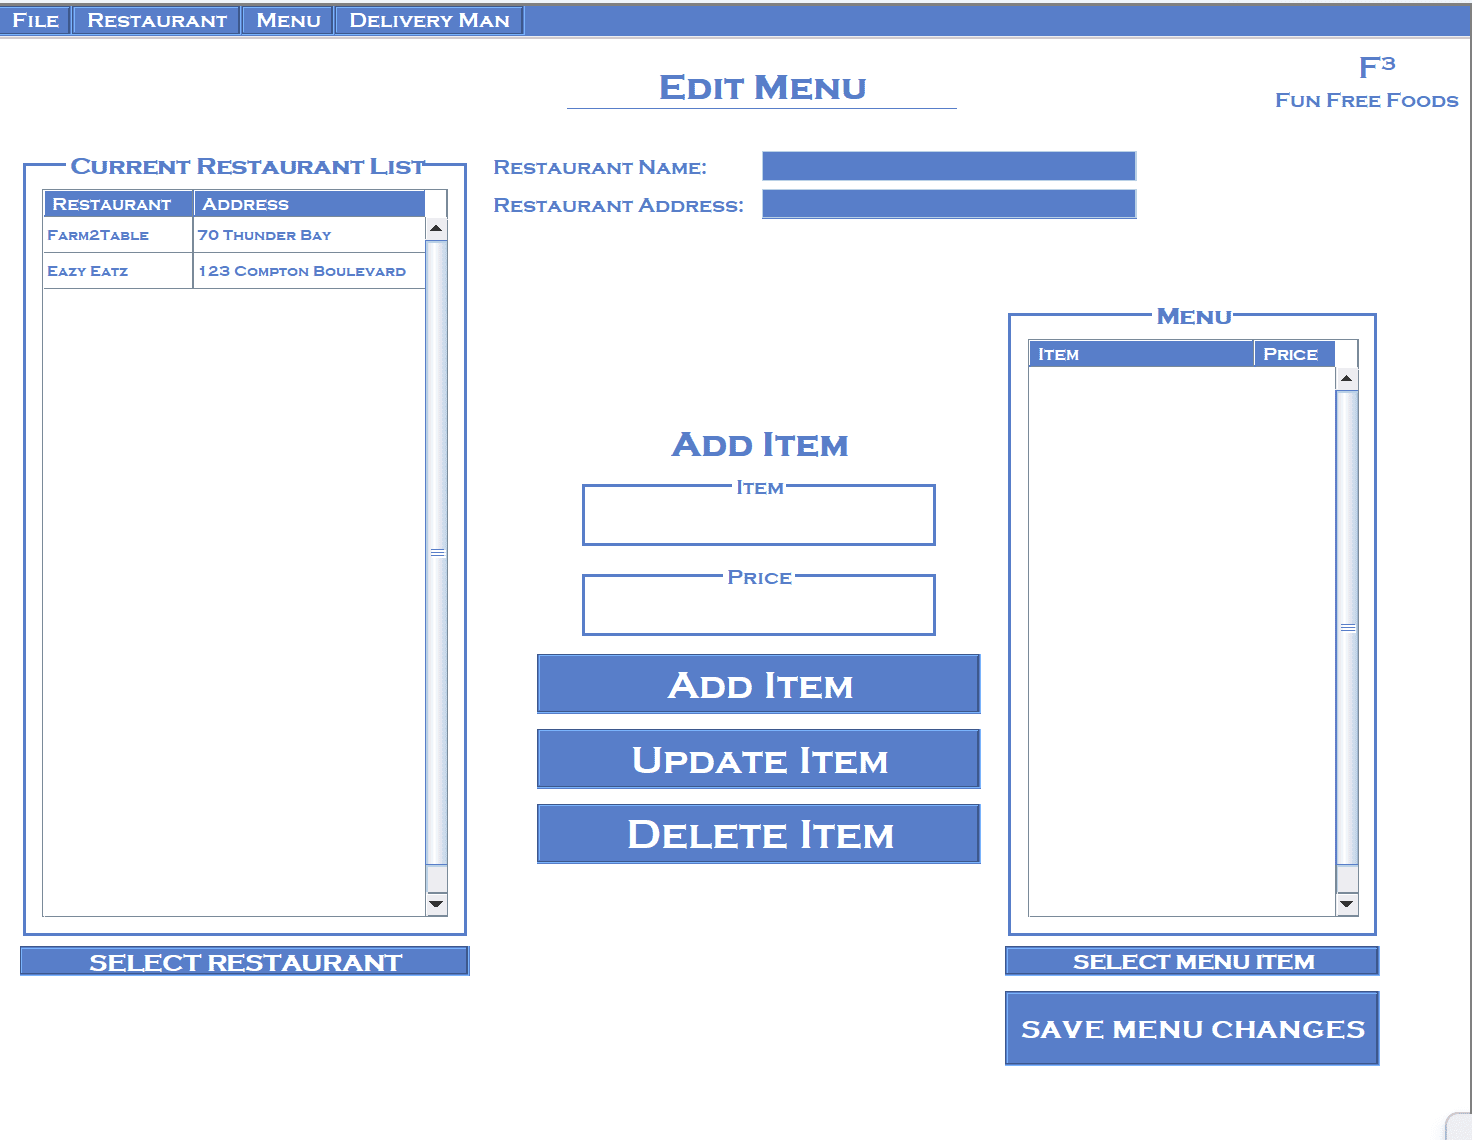 File Restaurant Menu Delivery Man
F³
Fun Free Foods
Edit Menu
Current Restaurant List
Restaurant Address
Farm2Table 70 Thunder Bay
Eazy Eatz 123 Compton Boulevard
SELECT RESTAURANT
Restaurant Name:
Restaurant Address:
Add Item
Item
Price
Add Item
Update Item
Delete Item
Menu
Item Price
SELECT MENU ITEM
SAVE MENU CHANGES